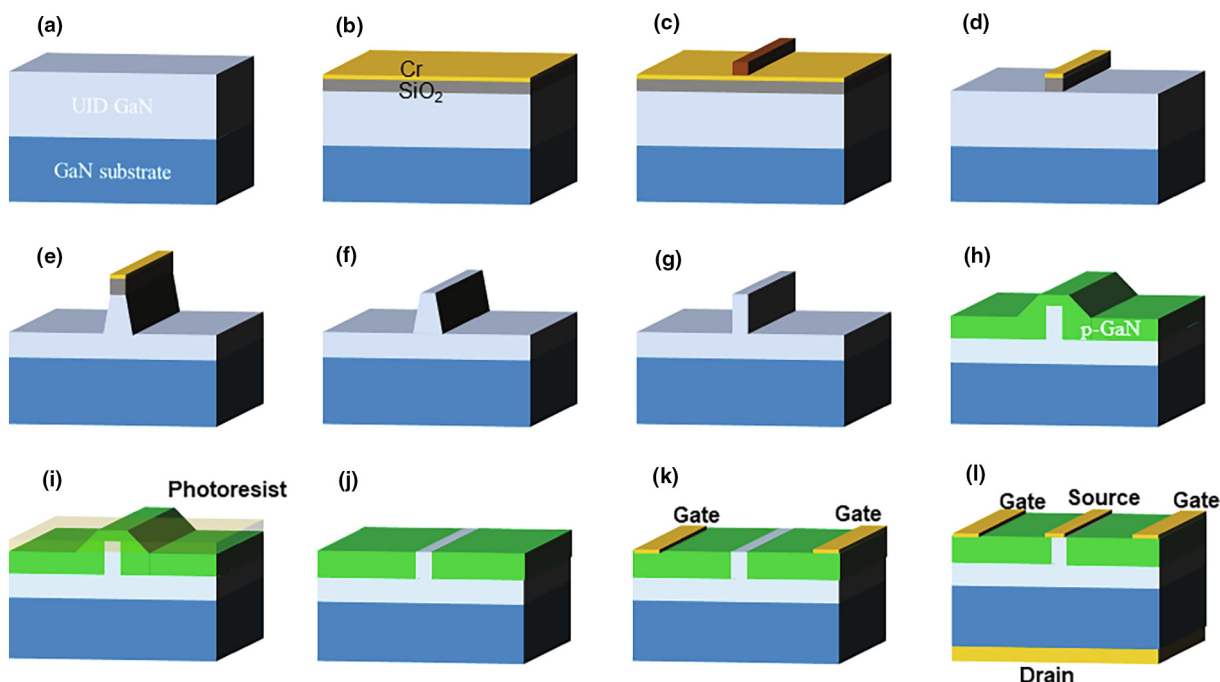 (a)
(b)
(c)
(d)
Cr
SiO₂
UID GaN
GaN substrate
(e)
(f)
(g)
(h)
p-GaN
(i)
(j)
(k)
(l)
Photoresist
Gate
Gate
Gate
Source
Gate
Drain